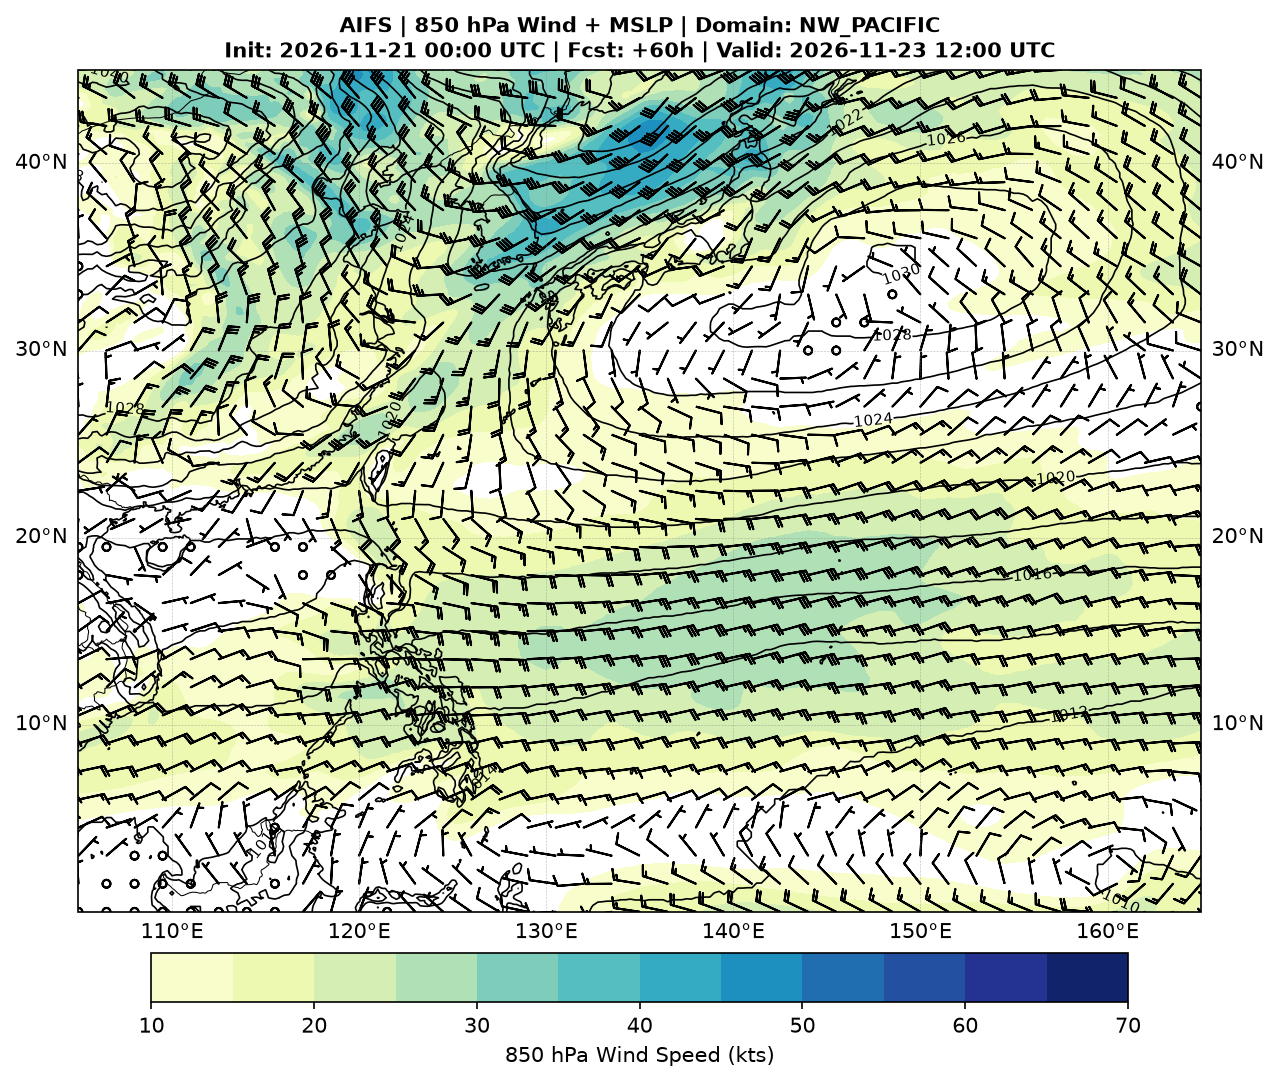 AIFS | 850 hPa Wind + MSLP | Domain: NW_PACIFIC
Init: 2026-11-21 00:00 UTC | Fcst: +60h | Valid: 2026-11-23 12:00 UTC
1022
1026
40°N
40°N
1030
1028
30°N
30°N
1028
1020
1024
1020
20°N
20°N
1016
1012
10°N
10°N
1010
110°E
120°E
130°E
140°E
150°E
160°E
10
20
30
40
50
60
70
850 hPa Wind Speed (kts)